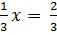 1/3 x = 2/3